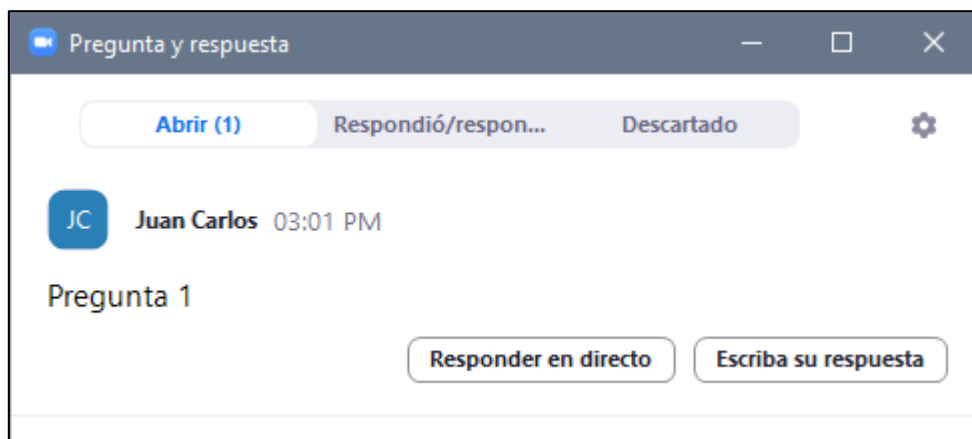 Pregunta y respuesta
Abrir (1) Respondió/respon... Descartado
JC Juan Carlos 03:01 PM
Pregunta 1
Responder en directo Escriba su respuesta